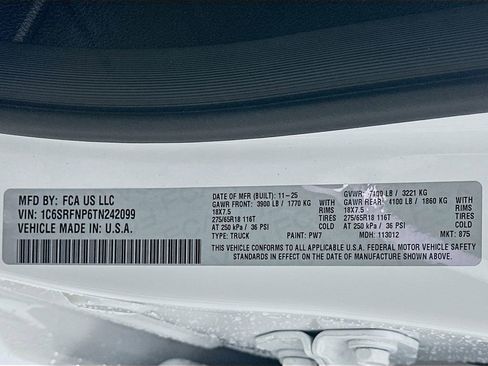 MFD BY: FCA US LLC
VIN: 1C6SRFNP6TN242099
VEHICLE MADE IN: U.S.A.
DATE OF MFR (BUILT): 11-25 GVWR: 7100 LB / 3221 KG
GAWR FRONT: 3900 LB / 1770 KG WITH GAWR REAR: 4100 LB / 1860 KG WITH
18X7.5 RIMS 18X7.5 RIMS
275/65R18 116T TIRES 275/65R18 116T TIRES
AT 250 kPa / 36 PSI COLD AT 250 kPa / 36 PSI COLD
TYPE: TRUCK PAINT: PW7 MDH: 113012 MKT: 875
THIS VEHICLE CONFORMS TO ALL APPLICABLE U.S.A. FEDERAL MOTOR VEHICLE SAFETY
STANDARDS IN EFFECT ON THE DATE OF MANUFACTURE SHOWN ABOVE.